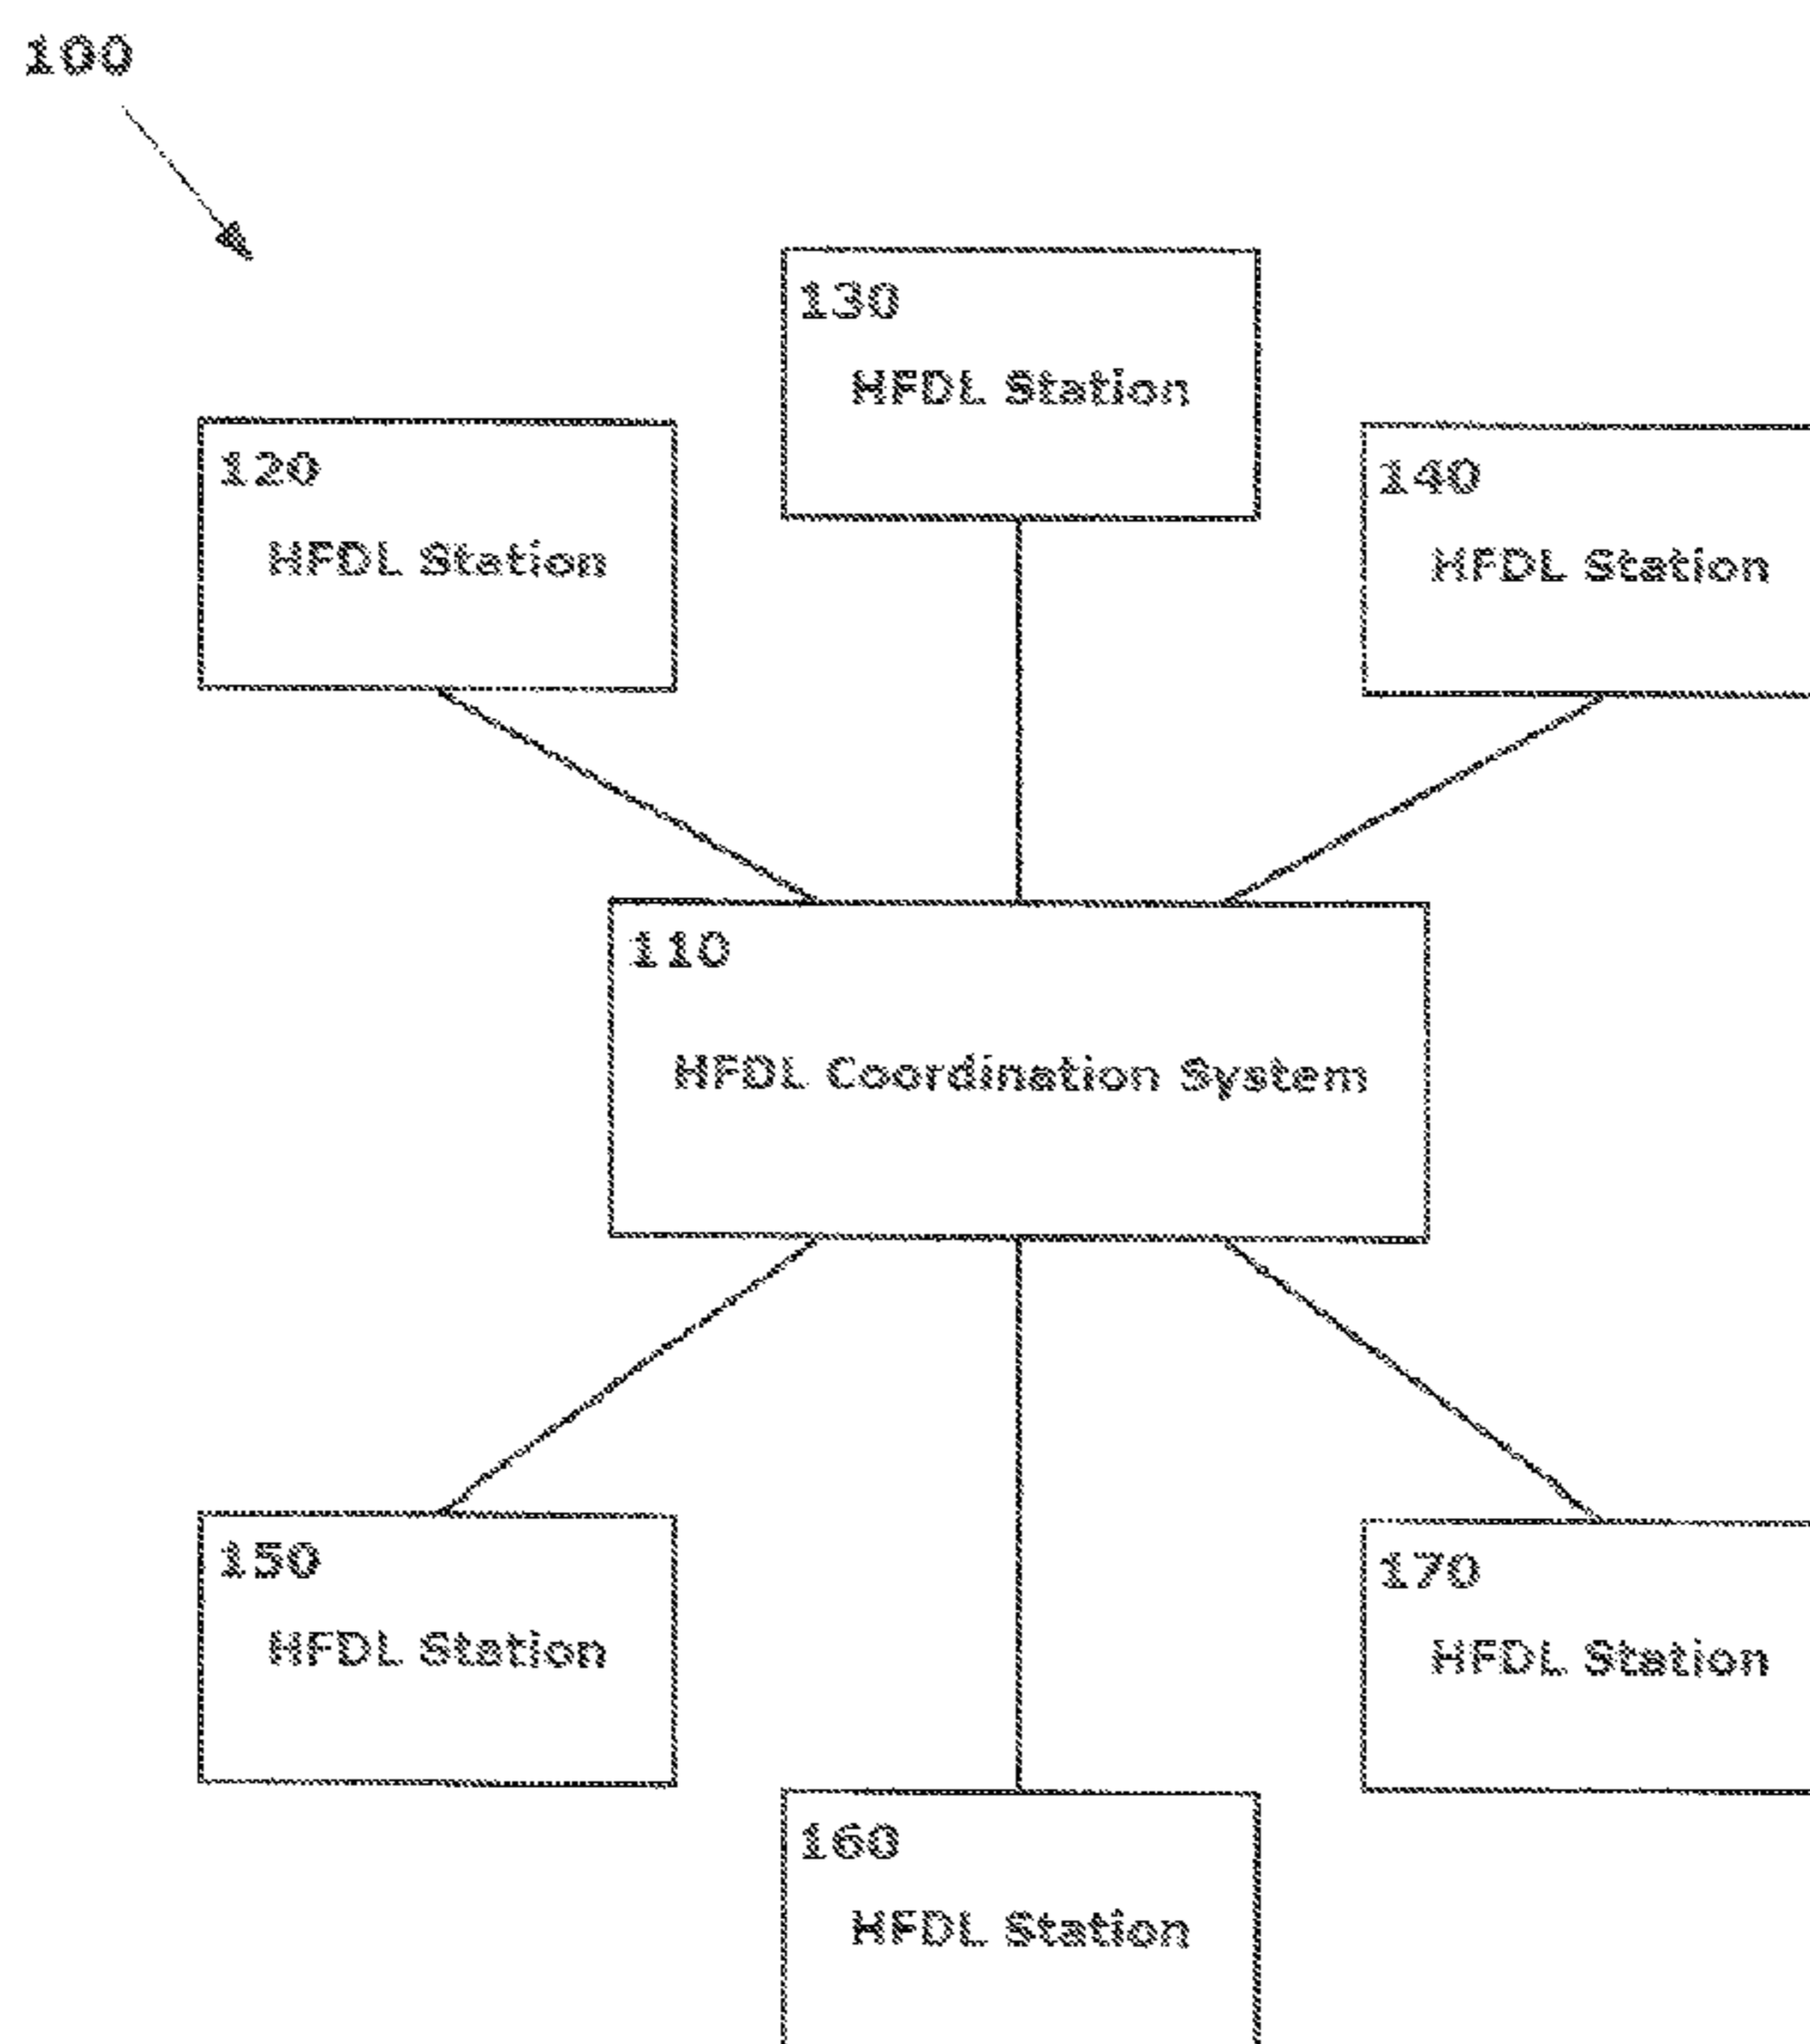 100
130
HFDL Station
120
HFDL Station
140
HFDL Station
110
HFDL Coordination System
150
HFDL Station
170
HFDL Station
160
HFDL Station